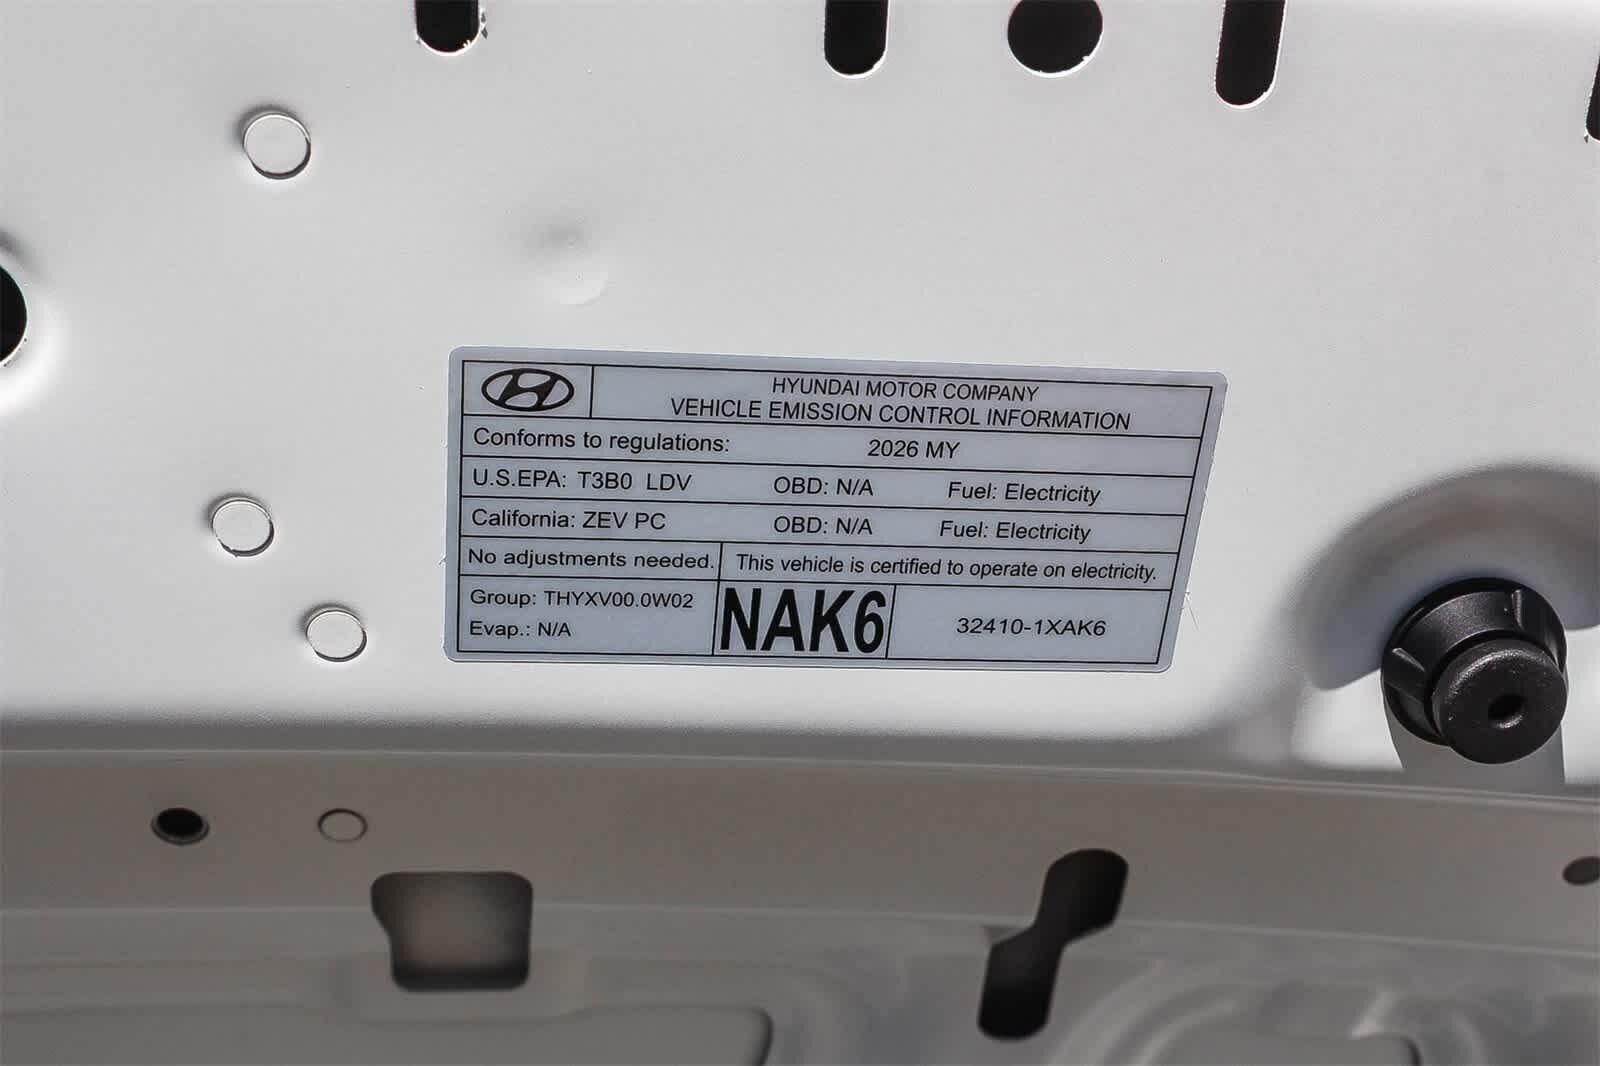 HYUNDAI MOTOR COMPANY
VEHICLE EMISSION CONTROL INFORMATION
Conforms to regulations: 2026 MY
U.S.EPA: T3B0 LDV OBD: N/A Fuel: Electricity
California: ZEV PC OBD: N/A Fuel: Electricity
No adjustments needed. This vehicle is certified to operate on electricity.
Group: THYXV00.0W02
Evap.: N/A
NAK6
32410-1XAK6